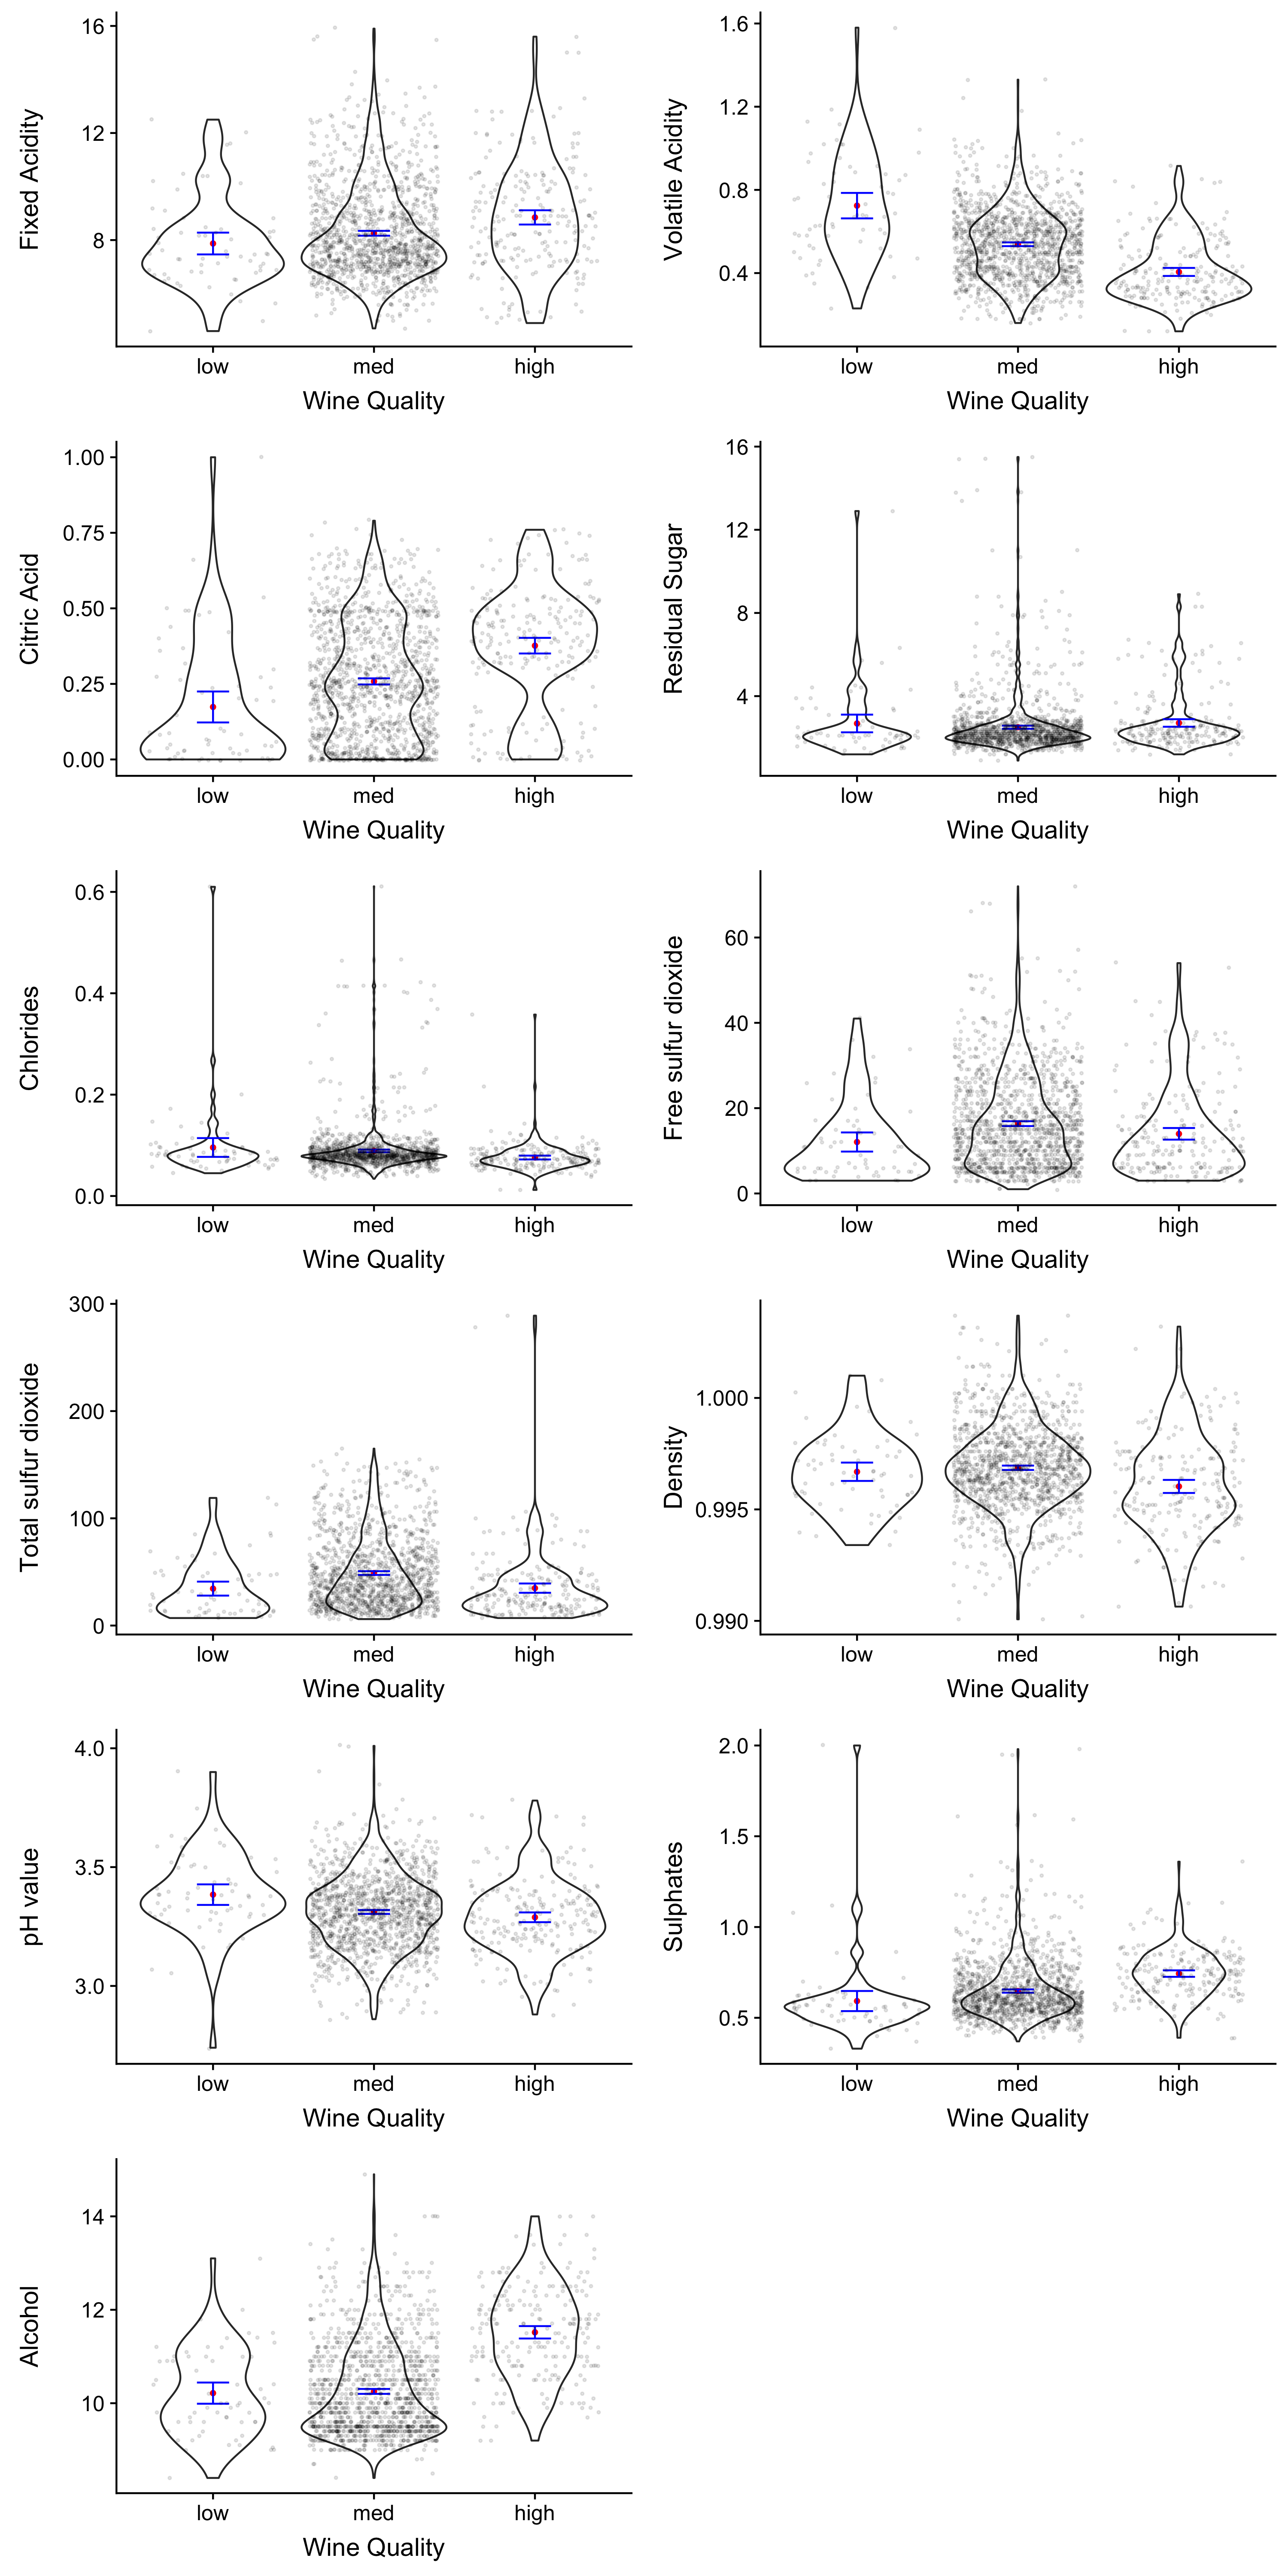 Fixed Acidity
16
12
8
low med high
Wine Quality
Volatile Acidity
1.6
1.2
0.8
0.4
low med high
Wine Quality
Citric Acid
1.00
0.75
0.50
0.25
0.00
low med high
Wine Quality
Residual Sugar
16
12
8
4
low med high
Wine Quality
Chlorides
0.6
0.4
0.2
0.0
low med high
Wine Quality
Free sulfur dioxide
60
40
20
0
low med high
Wine Quality
Total sulfur dioxide
300
200
100
0
low med high
Wine Quality
Density
1.000
0.995
0.990
low med high
Wine Quality
pH value
4.0
3.5
3.0
low med high
Wine Quality
Sulphates
2.0
1.5
1.0
0.5
low med high
Wine Quality
Alcohol
14
12
10
low med high
Wine Quality